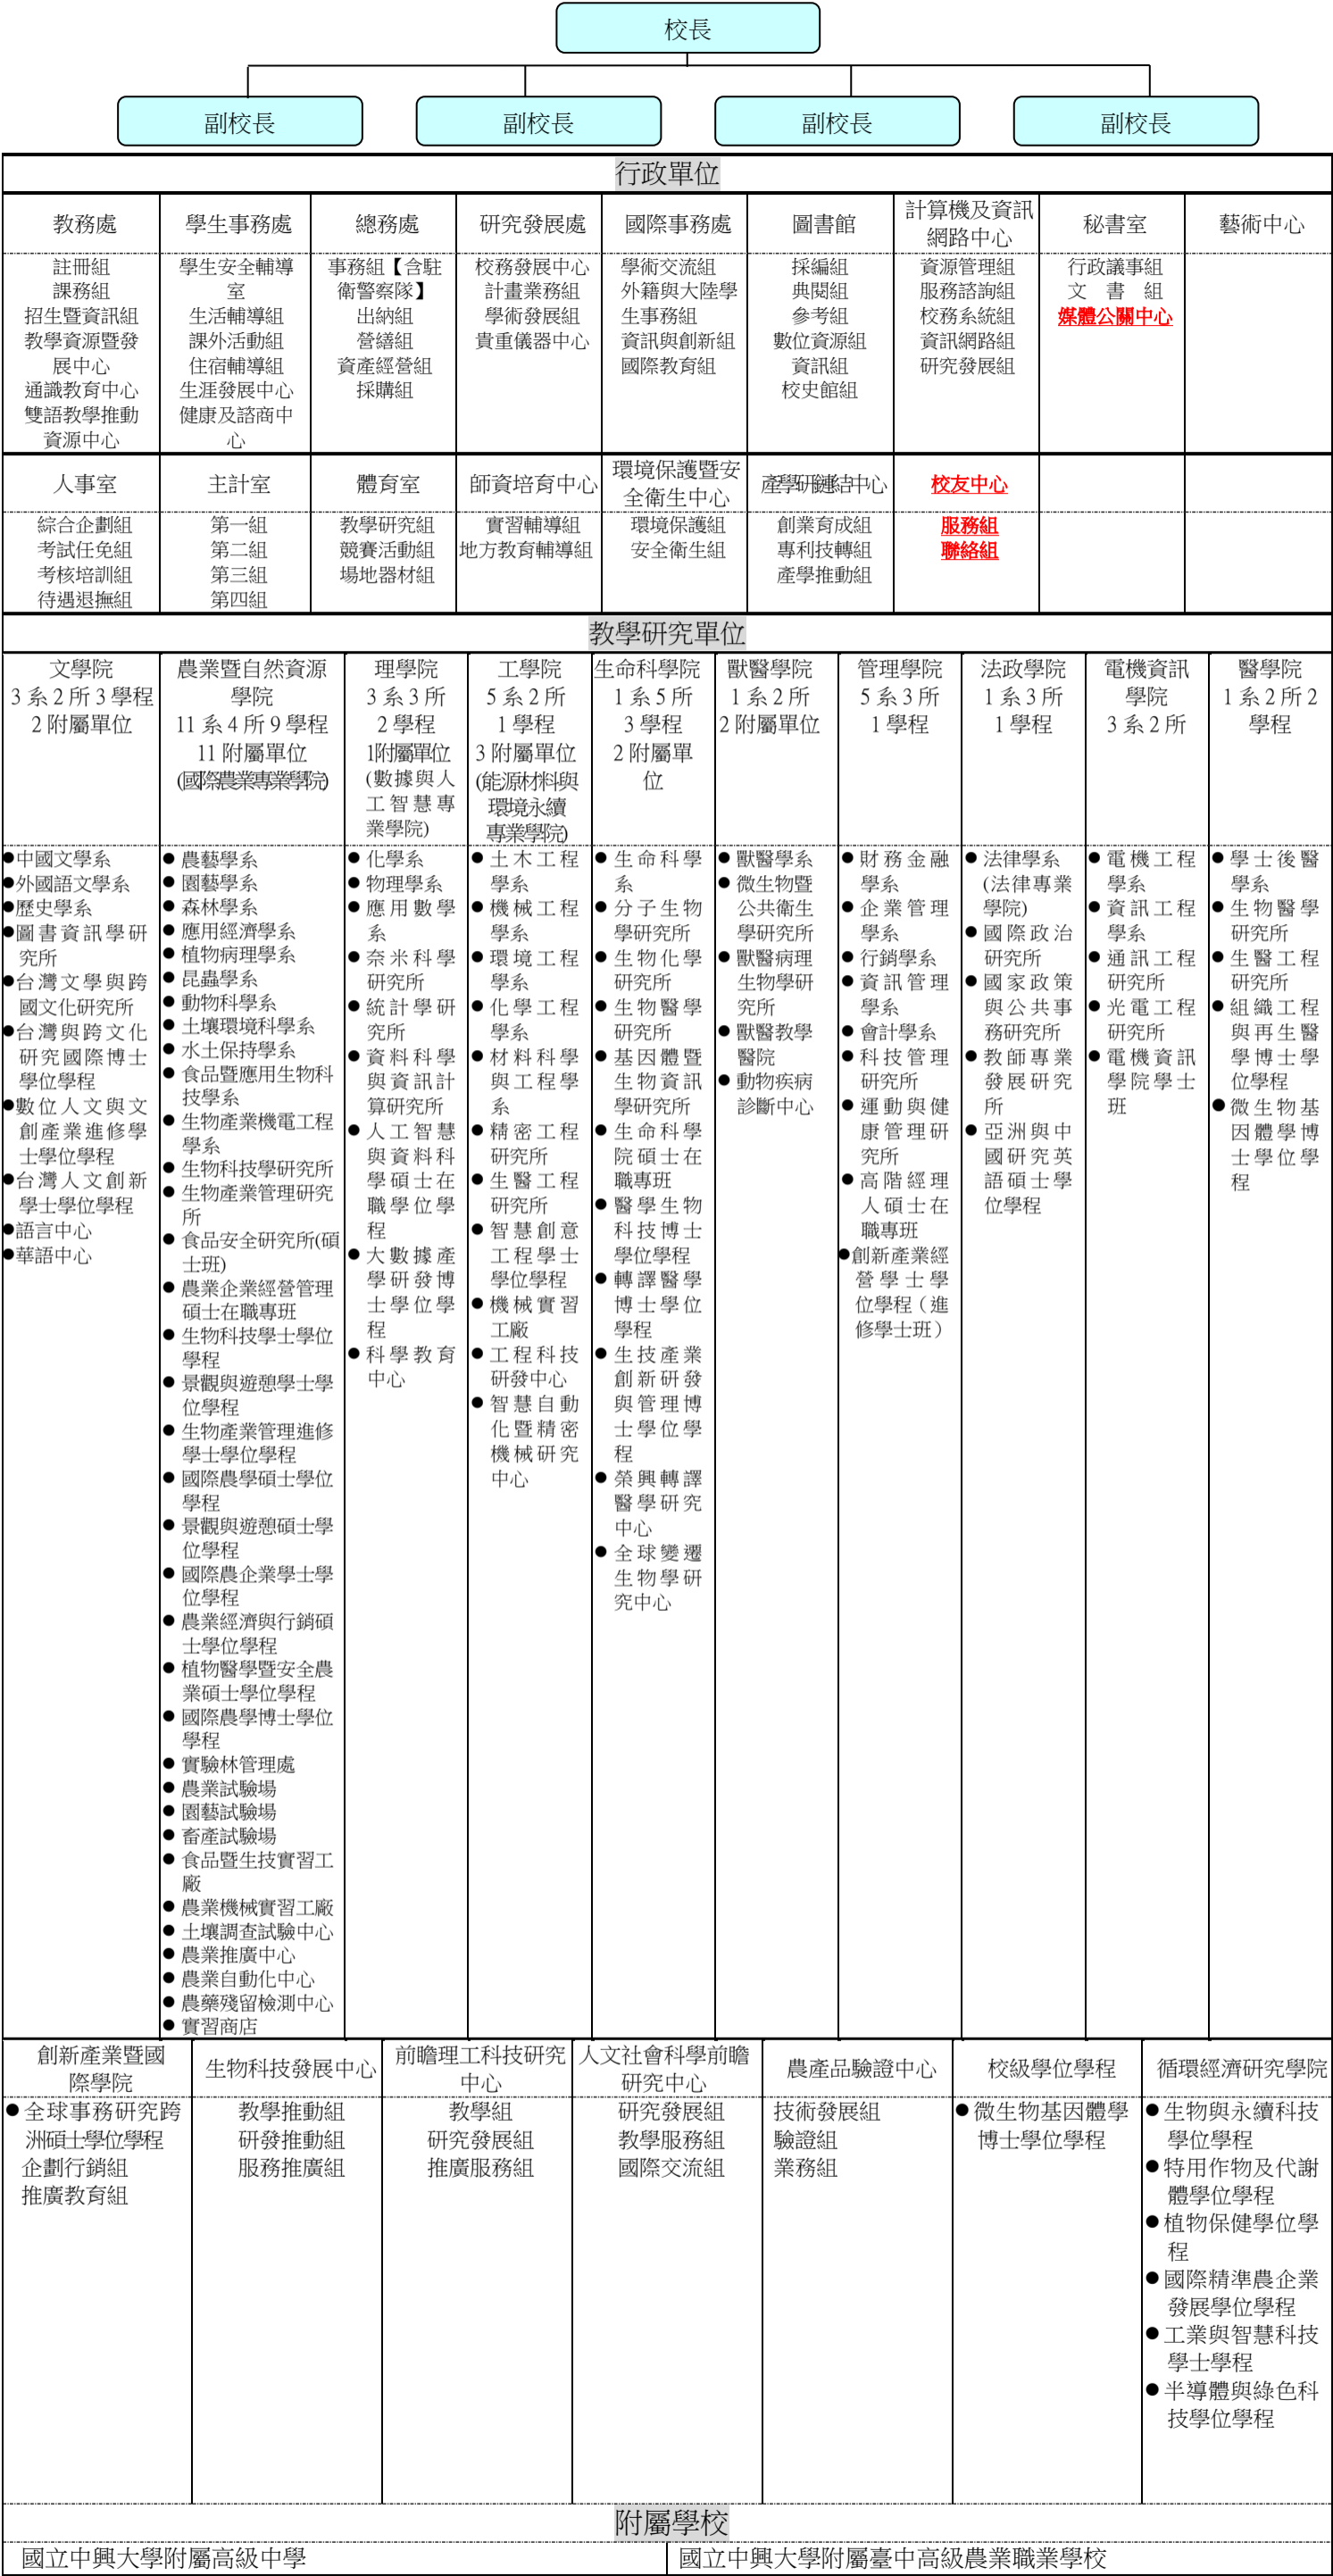 校長
副校長
副校長
副校長
副校長
行政單位
教務處
註冊組
課務組
招生暨資訊組
教學資源暨發
展中心
通識教育中心
雙語教學推動
資源中心
學生事務處
學生安全輔導
室
生活輔導組
課外活動組
住宿輔導組
生涯發展中心
健康及諮商中
心
總務處
事務組【含駐
衛警察隊】
出納組
營繕組
資產經營組
採購組
研究發展處
校務發展中心
計畫業務組
學術發展組
貴重儀器中心
國際事務處
學術交流組
外籍與大陸學
生事務組
資訊與創新組
國際教育組
圖書館
採編組
典閱組
參考組
數位資源組
資訊組
校史館組
計算機及資訊
網路中心
資源管理組
服務諮詢組
校務系統組
資訊網路組
研究發展組
秘書室
行政議事組
文 書 組
媒體公關中心
藝術中心
人事室
綜合企劃組
考試任免組
考核培訓組
待遇退撫組
主計室
第一組
第二組
第三組
第四組
體育室
教學研究組
競賽活動組
場地器材組
師資培育中心
實習輔導組
地方教育輔導組
環境保護暨安
全衛生中心
環境保護組
安全衛生組
產學研鏈結中心
創業育成組
專利技轉組
產學推動組
校友中心
服務組
聯絡組
教學研究單位
文學院
3 系 2 所 3 學程
2 附屬單位
●中國文學系
●外國語文學系
●歷史學系
●圖書資訊學研
究所
●台灣文學與跨
國文化研究所
●台灣與跨文化
研究國際博士
學位學程
●數位人文與文
創產業進修學
士學位學程
●台灣人文創新
學士學位學程
●語言中心
●華語中心
農業暨自然資源
學院
11 系 4 所 9 學程
11 附屬單位
(國際農業專業學院)
● 農藝學系
● 園藝學系
● 森林學系
● 應用經濟學系
● 植物病理學系
● 昆蟲學系
● 動物科學系
● 土壤環境科學系
● 水土保持學系
● 食品暨應用生物科
技學系
● 生物產業機電工程
學系
● 生物科技學研究所
● 生物產業管理研究
所
● 食品安全研究所(碩
士班)
● 農業企業經營管理
碩士在職專班
● 生物科技學士學位
學程
● 景觀與遊憩學士學
位學程
● 生物產業管理進修
學士學位學程
● 國際農學碩士學位
學程
● 景觀與遊憩碩士學
位學程
● 國際農企業學士學
位學程
● 農業經濟與行銷碩
士學位學程
● 植物醫學暨安全農
業碩士學位學程
● 國際農學博士學位
學程
● 實驗林管理處
● 農業試驗場
● 園藝試驗場
● 畜產試驗場
● 食品暨生技實習工
廠
● 農業機械實習工廠
● 土壤調查試驗中心
● 農業推廣中心
● 農業自動化中心
● 農藥殘留檢測中心
● 實習商店
理學院
3 系 3 所
2 學程
1附屬單位
(數據與人
工智慧專
業學院)
● 化學系
● 物理學系
● 應用數學
系
● 奈米科學
研究所
● 統計學研
究所
● 資料科學
與資訊計
算研究所
● 人工智慧
與資料科
學碩士在
職學位學
程
● 大數據產
學研發博
士學位學
程
● 科學教育
中心
工學院
5 系 2 所
1 學程
3 附屬單位
(能源材料與
環境永續
專業學院)
● 土木工程
學系
● 機械工程
學系
● 環境工程
學系
● 化學工程
學系
● 材料科學
與工程學
系
● 精密工程
研究所
● 生醫工程
研究所
● 智慧創意
工程學士
學位學程
● 機械實習
工廠
● 工程科技
研發中心
● 智慧自動
化暨精密
機械研究
中心
生命科學院
1 系 5 所
3 學程
2 附屬單
位
● 生命科學
系
● 分子生物
學研究所
● 生物化學
研究所
● 生物醫學
研究所
● 基因體暨
生物資訊
學研究所
● 生命科學
院碩士在
職專班
● 醫學生物
科技博士
學位學程
● 轉譯醫學
博士學位
學程
● 生技產業
創新研發
與管理博
士學位學
程
● 榮興轉譯
醫學研究
中心
● 全球變遷
生物學研
究中心
獸醫學院
1 系 2 所
2 附屬單位
● 獸醫學系
● 微生物暨
公共衛生
學研究所
● 獸醫病理
生物學研
究所
● 獸醫教學
醫院
● 動物疾病
診斷中心
管理學院
5 系 3 所
1 學程
● 財務金融
學系
● 企業管理
學系
● 行銷學系
● 資訊管理
學系
● 會計學系
● 科技管理
研究所
● 運動與健
康管理研
究所
● 高階經理
人碩士在
職專班
●創新產業經
營學士學
位學程（進
修學士班）
法政學院
1 系 3 所
1 學程
● 法律學系
(法律專業
學院)
● 國際政治
研究所
● 國家政策
與公共事
務研究所
● 教師專業
發展研究
所
● 亞洲與中
國研究英
語碩士學
位學程
電機資訊
學院
3 系 2 所
● 電機工程
學系
● 資訊工程
學系
● 通訊工程
研究所
● 光電工程
研究所
● 電機資訊
學院學士
班
醫學院
1 系 2 所 2
學程
● 學士後醫
學系
● 生物醫學
研究所
● 生醫工程
研究所
● 組織工程
與再生醫
學博士學
位學程
● 微生物基
因體學博
士學位學
程
創新產業暨國
際學院
● 全球事務研究跨
洲碩士學位學程
企劃行銷組
推廣教育組
生物科技發展中心
教學推動組
研發推動組
服務推廣組
前瞻理工科技研究
中心
教學組
研究發展組
推廣服務組
人文社會科學前瞻
研究中心
研究發展組
教學服務組
國際交流組
農產品驗證中心
技術發展組
驗證組
業務組
校級學位學程
● 微生物基因體學
博士學位學程
循環經濟研究學院
● 生物與永續科技
學位學程
● 特用作物及代謝
體學位學程
● 植物保健學位學
程
● 國際精準農企業
發展學位學程
● 工業與智慧科技
學士學程
● 半導體與綠色科
技學位學程
附屬學校
國立中興大學附屬高級中學
國立中興大學附屬臺中高級農業職業學校